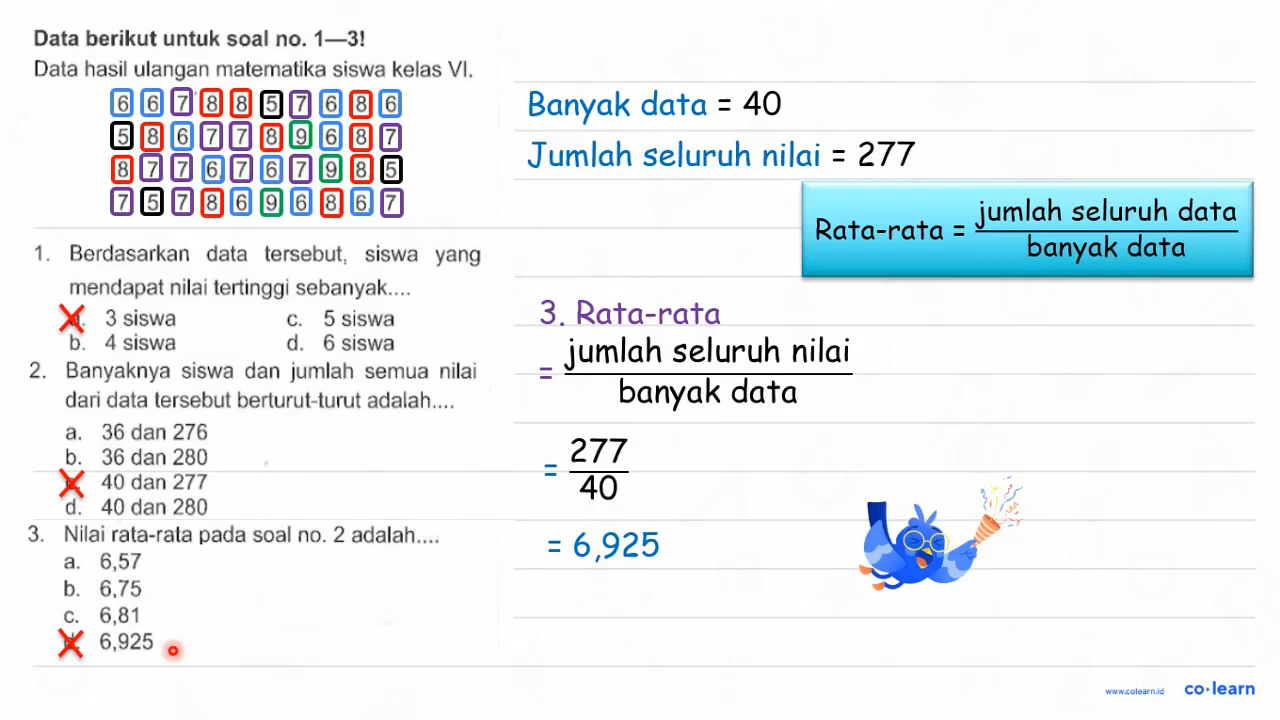 Data berikut untuk soal no. 1—3!
Data hasil ulangan matematika siswa kelas VI.
6 6 7 8 8 5 7 6 8 6
5 8 6 7 7 8 9 6 8 7
8 7 7 6 7 6 7 9 8 5
7 5 7 8 6 9 6 8 6 7
1. Berdasarkan data tersebut, siswa yang
mendapat nilai tertinggi sebanyak....
3 siswa c. 5 siswa
b. 4 siswa d. 6 siswa
2. Banyaknya siswa dan jumlah semua nilai
dari data tersebut berturut-turut adalah....
a. 36 dan 276
b. 36 dan 280
40 dan 277
d. 40 dan 280
3. Nilai rata-rata pada soal no. 2 adalah....
a. 6,57
b. 6,75
c. 6,81
6,925
Banyak data = 40
Jumlah seluruh nilai = 277
Rata-rata = jumlah seluruh data
banyak data
3. Rata-rata
= jumlah seluruh nilai
banyak data
= 277
40
= 6,925
www.colearn.id co·learn